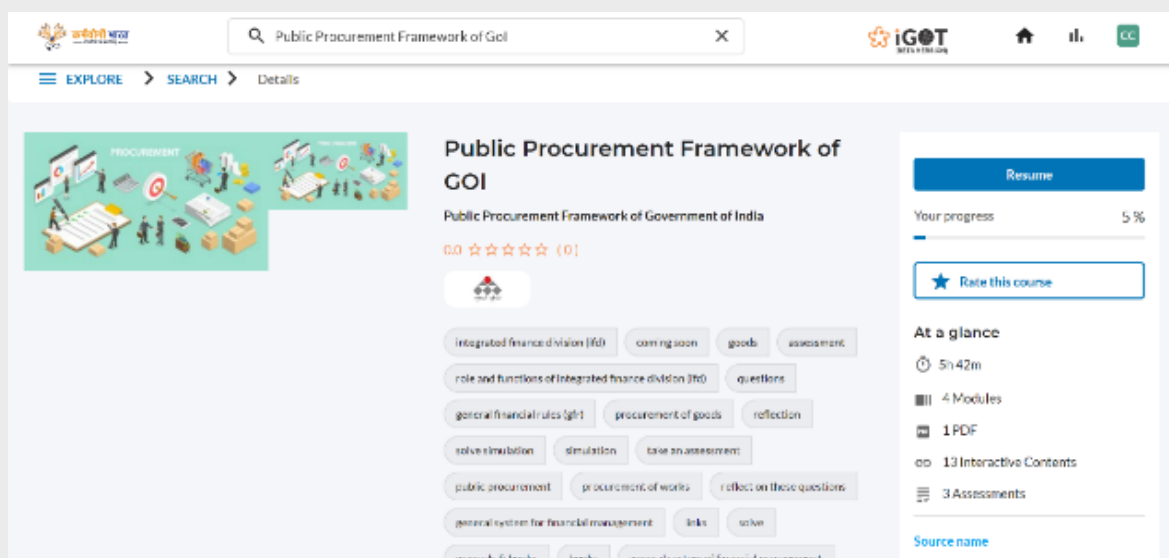 कर्मयोगी भारत
Public Procurement Framework of GoI
iGOT
CC
EXPLORE
SEARCH
Details
PROCUREMENT
Public Procurement Framework of GOI
Public Procurement Framework of Government of India
0.0 (0)
integrated finance division (ifd)
coming soon
goods
assessment
role and functions of integrated finance division (ifd)
questions
general financial rules (gfr)
procurement of goods
reflection
solve simulation
simulation
take an assessment
public procurement
procurement of works
reflect on these questions
general system for financial management
links
solve
Resume
Your progress
5 %
Rate this course
At a glance
5h 42m
4 Modules
1 PDF
13 Interactive Contents
3 Assessments
Source name